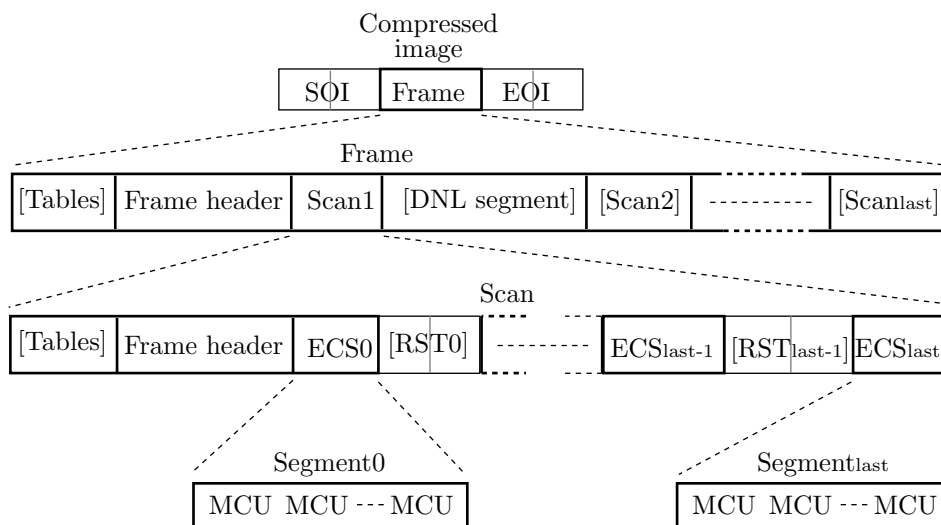 Compressed
image
SOI Frame EOI
Frame
[Tables] Frame header Scan1 [DNL segment] [Scan2] [Scanlast]
Scan
[Tables] Frame header ECS0 [RST0] ECSlast-1 [RSTlast-1] ECSlast
Segment0 Segmentlast
MCU MCU MCU MCU MCU MCU